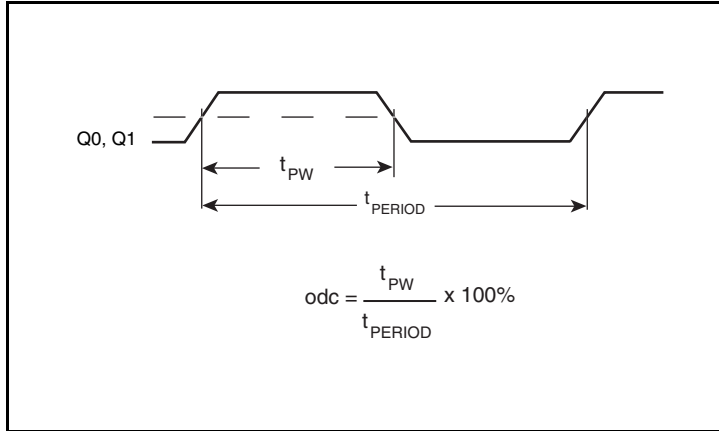 Q0, Q1
tPW
tPERIOD
odc = tPW / tPERIOD x 100%